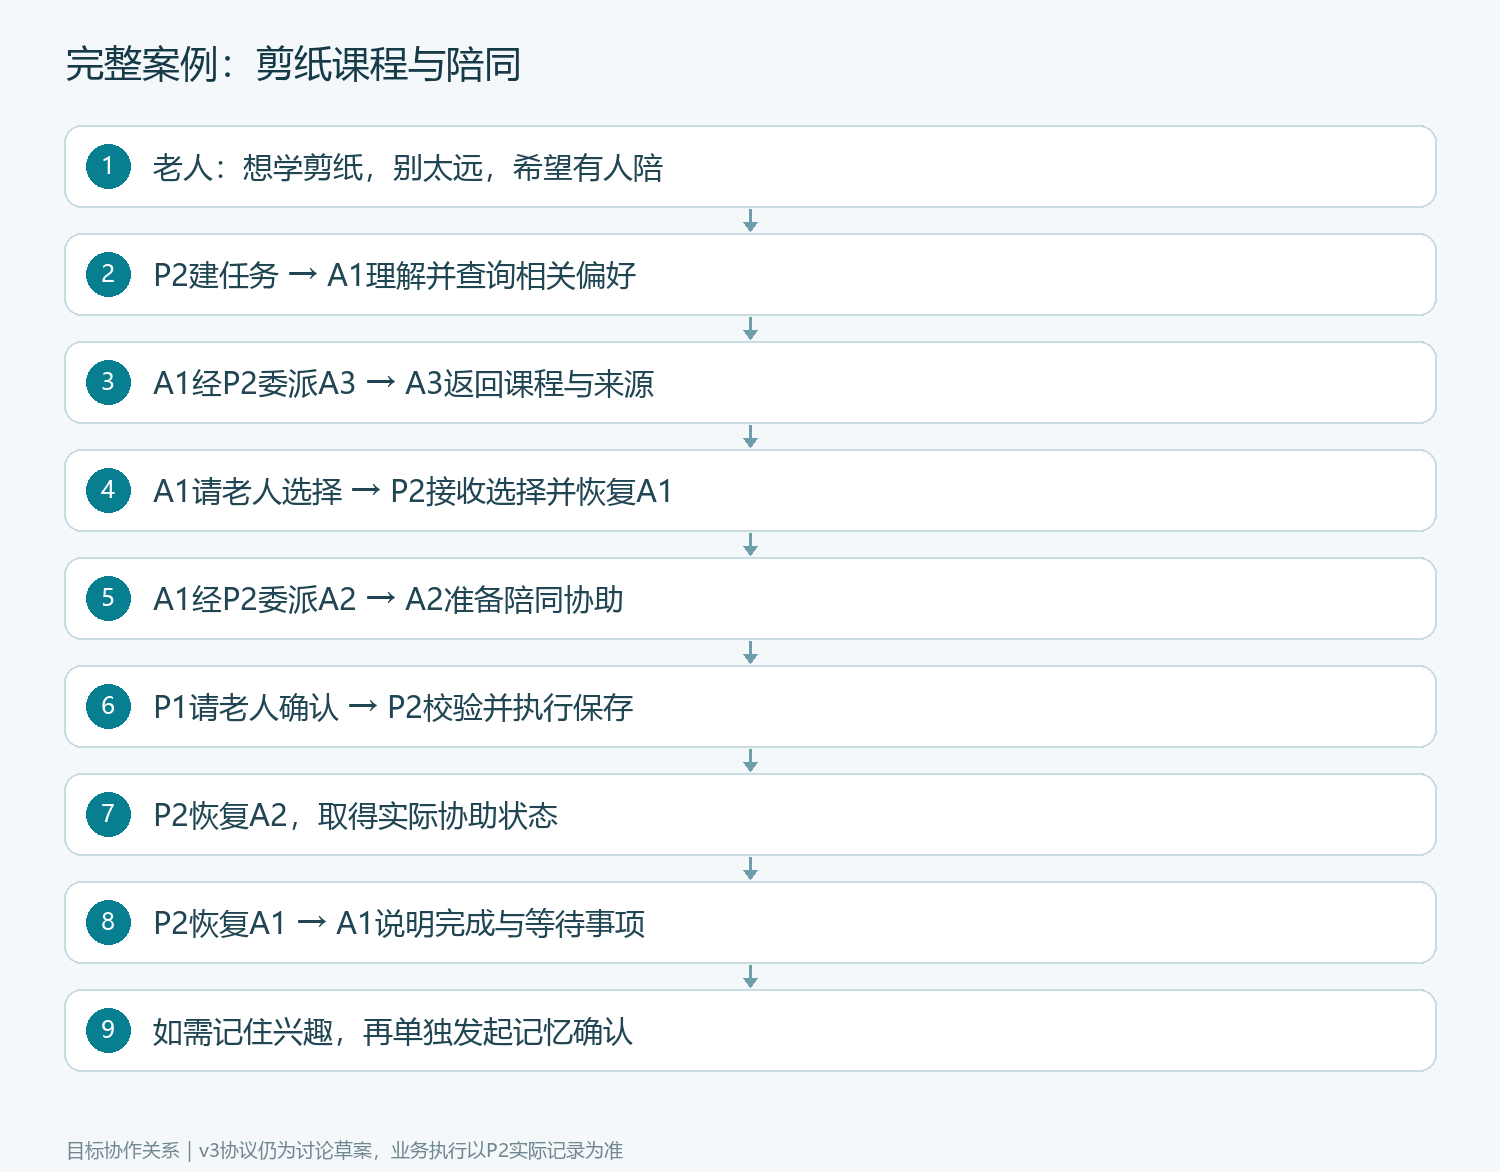 完整案例：剪纸课程与陪同
1 老人：想学剪纸，别太远，希望有人陪
2 P2建任务 → A1理解并查询相关偏好
3 A1经P2委派A3 → A3返回课程与来源
4 A1请老人选择 → P2接收选择并恢复A1
5 A1经P2委派A2 → A2准备陪同协助
6 P1请老人确认 → P2校验并执行保存
7 P2恢复A2，取得实际协助状态
8 P2恢复A1 → A1说明完成与等待事项
9 如需记住兴趣，再单独发起记忆确认
目标协作关系｜v3协议仍为讨论草案，业务执行以P2实际记录为准